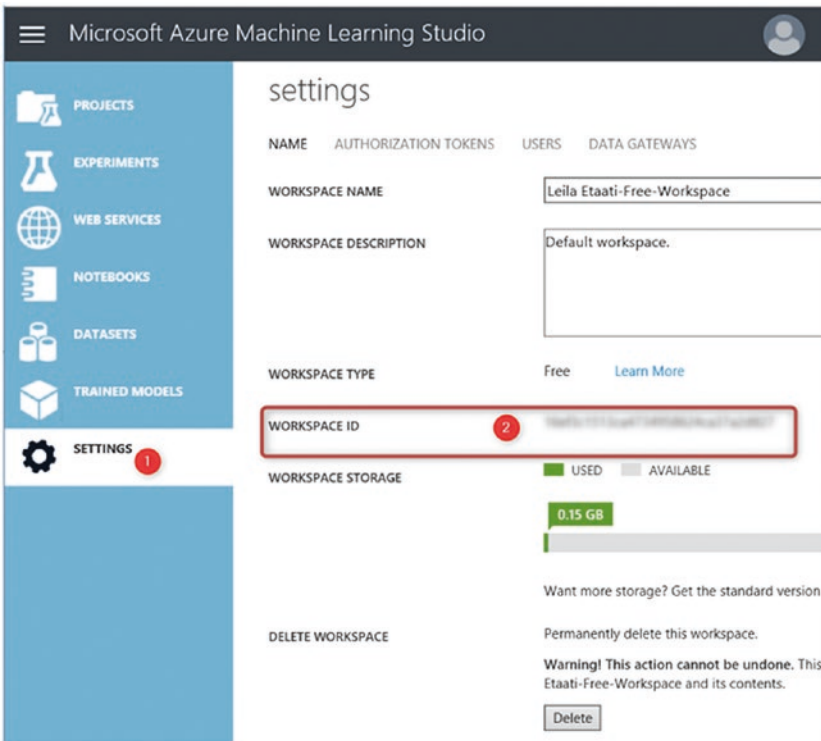 Microsoft Azure Machine Learning Studio
PROJECTS
EXPERIMENTS
WEB SERVICES
NOTEBOOKS
DATASETS
TRAINED MODELS
SETTINGS
1
settings
NAME AUTHORIZATION TOKENS USERS DATA GATEWAYS
WORKSPACE NAME Leila Etaati-Free-Workspace
WORKSPACE DESCRIPTION Default workspace.
WORKSPACE TYPE Free Learn More
WORKSPACE ID 2
WORKSPACE STORAGE USED AVAILABLE
0.15 GB
Want more storage? Get the standard version
DELETE WORKSPACE Permanently delete this workspace.
Warning! This action cannot be undone. This
Etaati-Free-Workspace and its contents.
Delete